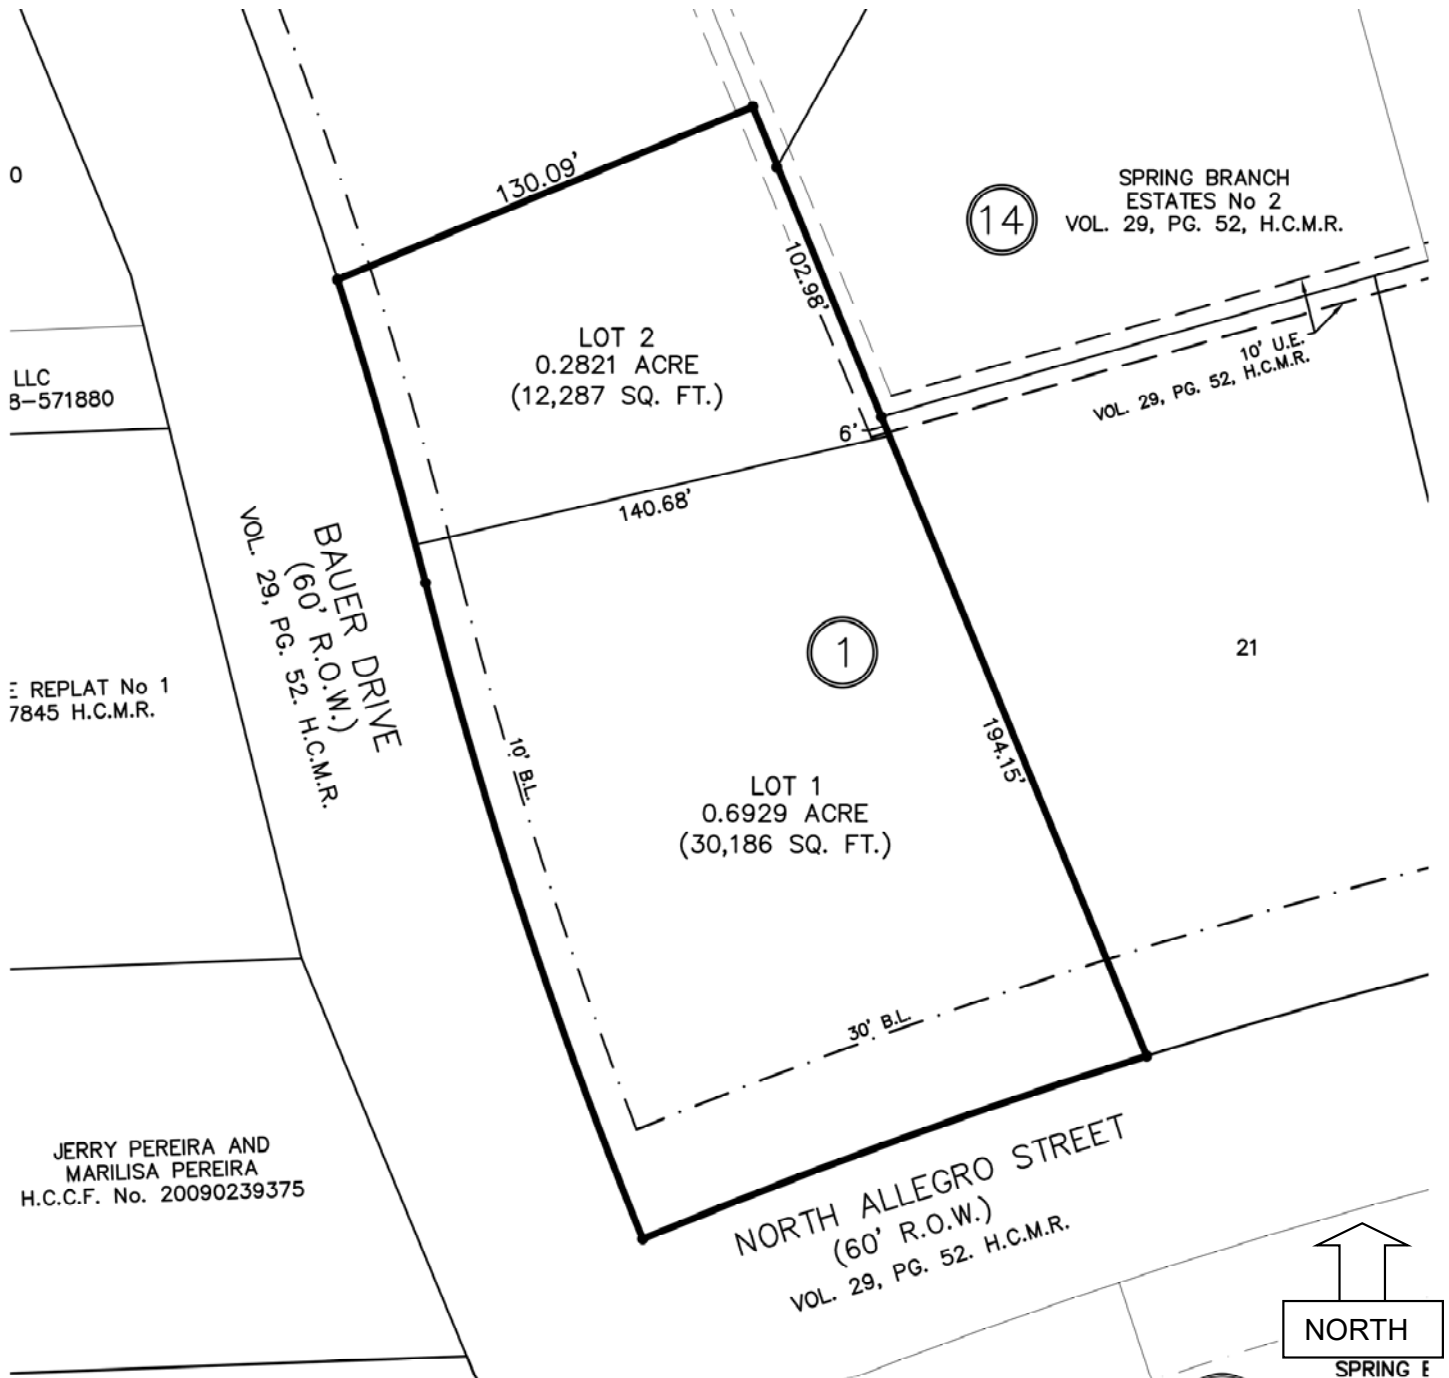 130.09'
0
14
SPRING BRANCH
ESTATES No 2
VOL. 29, PG. 52, H.C.M.R.
102.98'
LOT 2
0.2821 ACRE
(12,287 SQ. FT.)
10' U.E.
VOL. 29, PG. 52, H.C.M.R.
LLC
8-571880
6'
140.68'
BAUER DRIVE
(60' R.O.W.)
VOL. 29, PG. 52. H.C.M.R.
1
21
E REPLAT No 1
7845 H.C.M.R.
10' B.L.
194.15'
LOT 1
0.6929 ACRE
(30,186 SQ. FT.)
30' B.L.
JERRY PEREIRA AND
MARILISA PEREIRA
H.C.C.F. No. 20090239375
NORTH ALLEGRO STREET
(60' R.O.W.)
VOL. 29, PG. 52. H.C.M.R.
NORTH
SPRING